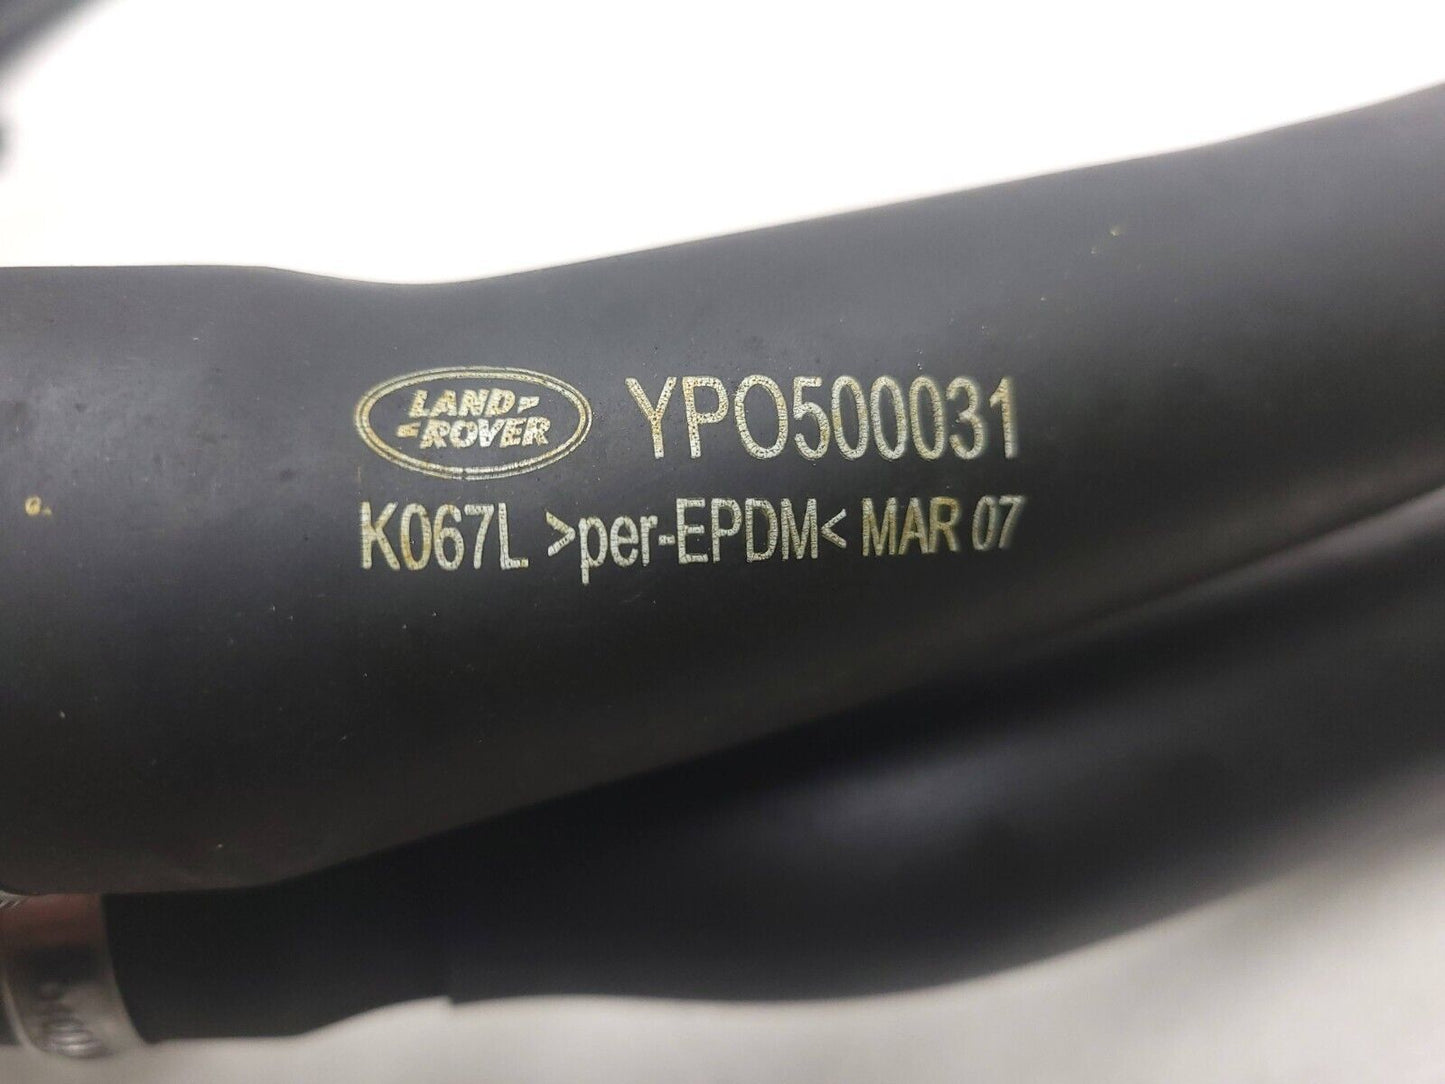 LAND-
-ROVER
YPO500031
K067L >per-EPDM< MAR 07